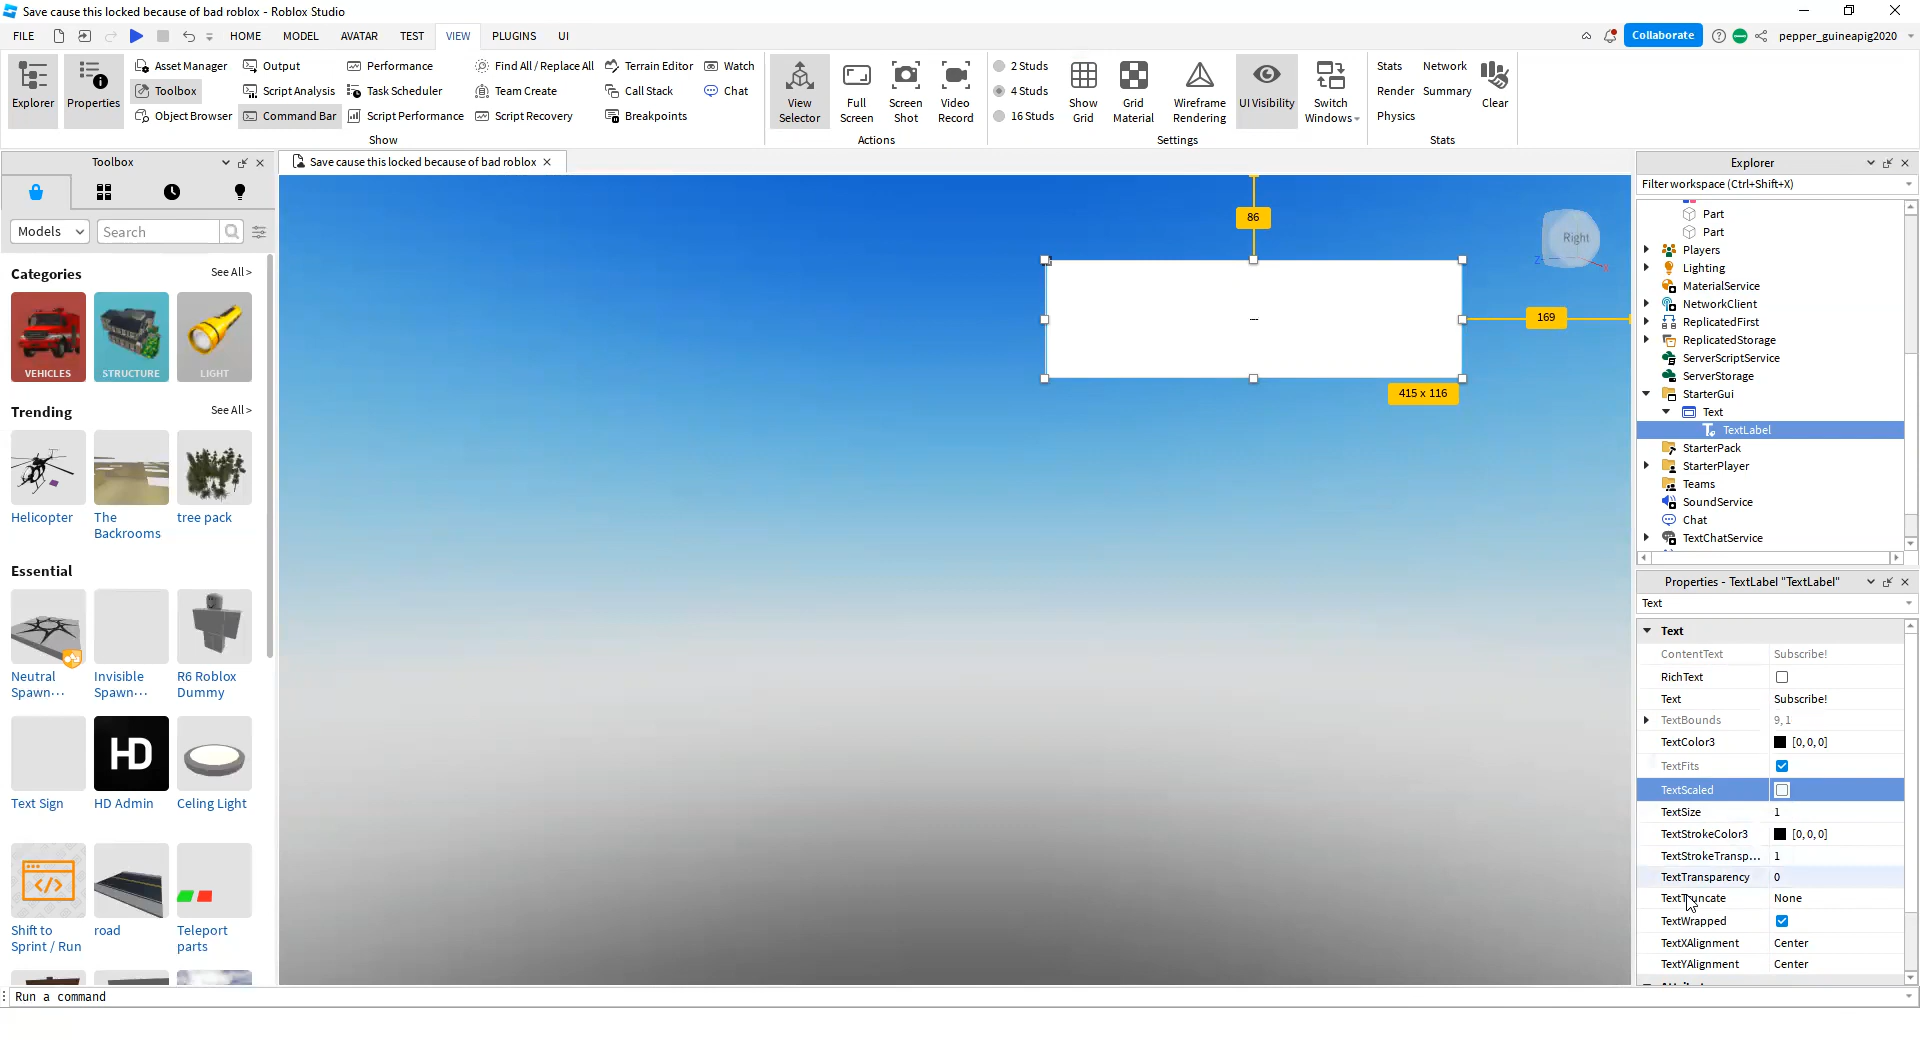 Save cause this locked because of bad roblox - Roblox Studio
FILE
HOME
MODEL
AVATAR
TEST
VIEW
PLUGINS
UI
Collaborate
pepper_guineapig2020
Explorer
Properties
Asset Manager
Toolbox
Object Browser
Output
Script Analysis
Command Bar
Performance
Task Scheduler
Script Performance
Find All / Replace All
Team Create
Script Recovery
Terrain Editor
Call Stack
Breakpoints
Watch
Chat
Show
View
Selector
Full
Screen
Screen
Shot
Video
Record
Actions
2 Studs
4 Studs
16 Studs
Show
Grid
Grid
Material
Wireframe
Rendering
UI Visibility
Switch
Windows
Settings
Stats
Render
Physics
Network
Summary
Clear
Stats
Toolbox
Models
Search
Categories
See All >
VEHICLES
STRUCTURE
LIGHT
Trending
See All >
Helicopter
The
Backrooms
tree pack
Essential
Neutral
Spawn...
Invisible
Spawn...
R6 Roblox
Dummy
HD
Text Sign
HD Admin
Celing Light
Shift to
Sprint / Run
road
Teleport
parts
Save cause this locked because of bad roblox
86
169
415 x 116
Right
Z
Explorer
Filter workspace (Ctrl+Shift+X)
Part
Part
Players
Lighting
MaterialService
NetworkClient
ReplicatedFirst
ReplicatedStorage
ServerScriptService
ServerStorage
StarterGui
Text
TextLabel
StarterPack
StarterPlayer
Teams
SoundService
Chat
TextChatService
Properties - TextLabel "TextLabel"
Text
Text
ContentText Subscribe!
RichText
Text Subscribe!
TextBounds 9, 1
TextColor3 [0, 0, 0]
TextFits
TextScaled
TextSize 1
TextStrokeColor3 [0, 0, 0]
TextStrokeTransp... 1
TextTransparency 0
TextTruncate None
TextWrapped
TextXAlignment Center
TextYAlignment Center
Run a command